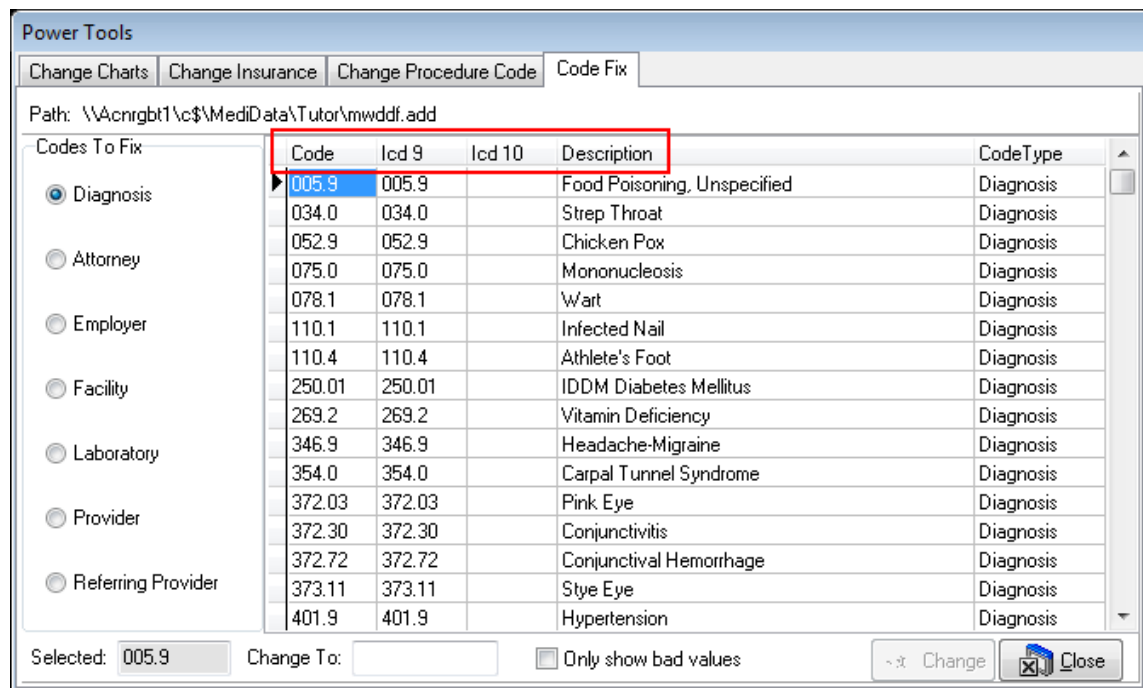 Power Tools
Change Charts Change Insurance Change Procedure Code Code Fix
Path: \\Acnrgbt1\c$\MediData\Tutor\mwddf.add
Codes To Fix
Diagnosis
Attorney
Employer
Facility
Laboratory
Provider
Referring Provider
Code Icd 9 Icd 10 Description CodeType
005.9 005.9 Food Poisoning, Unspecified Diagnosis
034.0 034.0 Strep Throat Diagnosis
052.9 052.9 Chicken Pox Diagnosis
075.0 075.0 Mononucleosis Diagnosis
078.1 078.1 Wart Diagnosis
110.1 110.1 Infected Nail Diagnosis
110.4 110.4 Athlete's Foot Diagnosis
250.01 250.01 IDDM Diabetes Mellitus Diagnosis
269.2 269.2 Vitamin Deficiency Diagnosis
346.9 346.9 Headache-Migraine Diagnosis
354.0 354.0 Carpal Tunnel Syndrome Diagnosis
372.03 372.03 Pink Eye Diagnosis
372.30 372.30 Conjunctivitis Diagnosis
372.72 372.72 Conjunctival Hemorrhage Diagnosis
373.11 373.11 Stye Eye Diagnosis
401.9 401.9 Hypertension Diagnosis
Selected: 005.9 Change To: Only show bad values Change Close